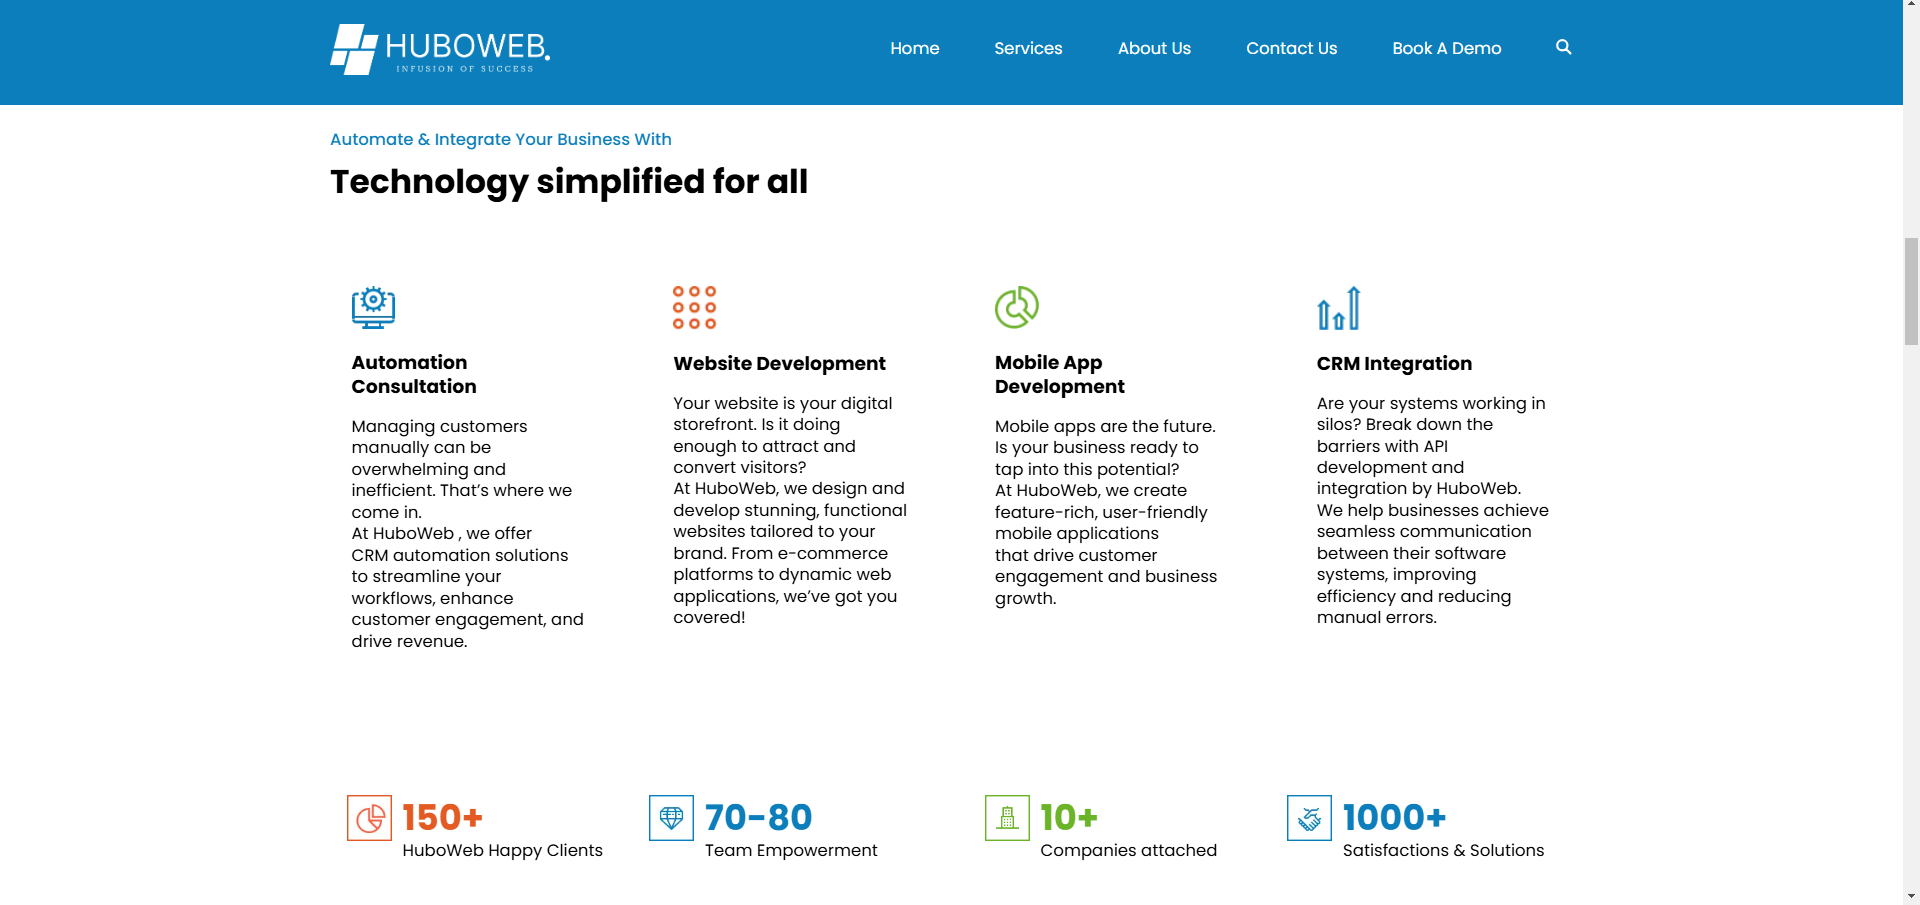 HUBOWEB.
INFUSION OF SUCCESS
Home
Services
About Us
Contact Us
Book A Demo
Automate & Integrate Your Business With
Technology simplified for all
Automation
Consultation
Managing customers
manually can be
overwhelming and
inefficient. That’s where we
come in.
At HuboWeb , we offer
CRM automation solutions
to streamline your
workflows, enhance
customer engagement, and
drive revenue.
Website Development
Your website is your digital
storefront. Is it doing
enough to attract and
convert visitors?
At HuboWeb, we design and
develop stunning, functional
websites tailored to your
brand. From e-commerce
platforms to dynamic web
applications, we’ve got you
covered!
Mobile App
Development
Mobile apps are the future.
Is your business ready to
tap into this potential?
At HuboWeb, we create
feature-rich, user-friendly
mobile applications
that drive customer
engagement and business
growth.
CRM Integration
Are your systems working in
silos? Break down the
barriers with API
development and
integration by HuboWeb.
We help businesses achieve
seamless communication
between their software
systems, improving
efficiency and reducing
manual errors.
150+
HuboWeb Happy Clients
70-80
Team Empowerment
10+
Companies attached
1000+
Satisfactions & Solutions